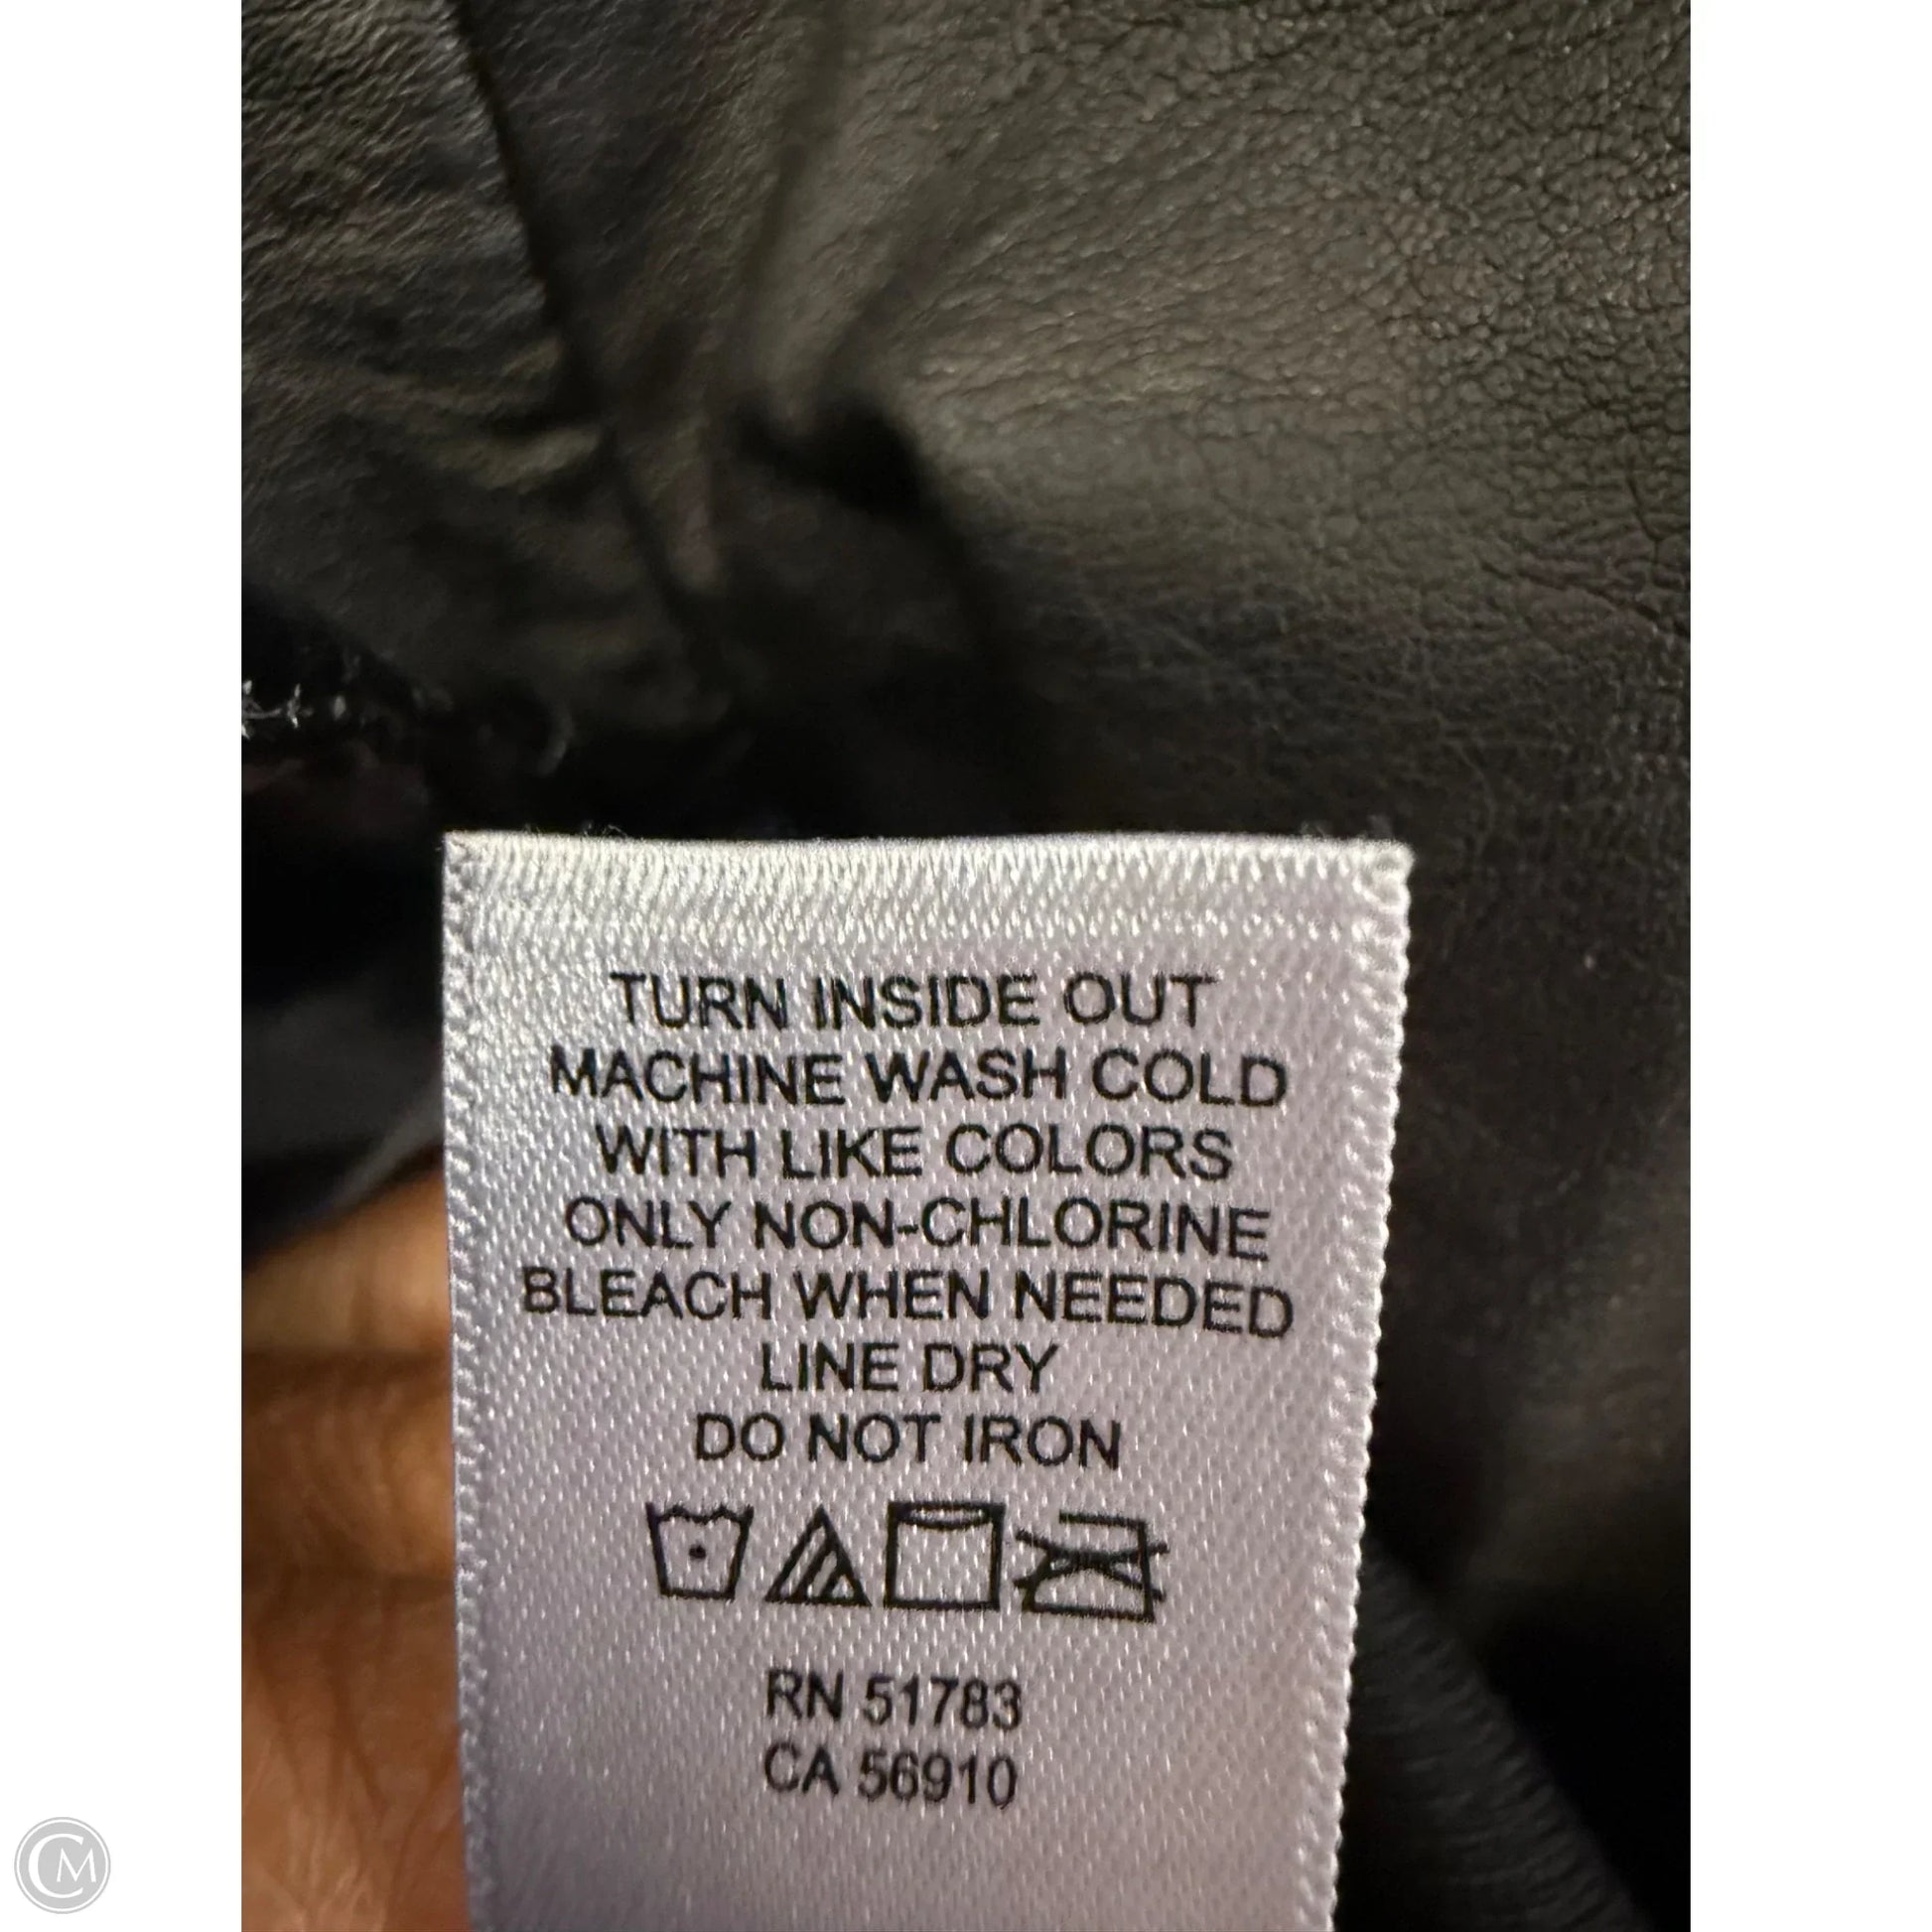 TURN INSIDE OUT
MACHINE WASH COLD
WITH LIKE COLORS
ONLY NON-CHLORINE
BLEACH WHEN NEEDED
LINE DRY
DO NOT IRON
RN 51783
CA 56910
CM